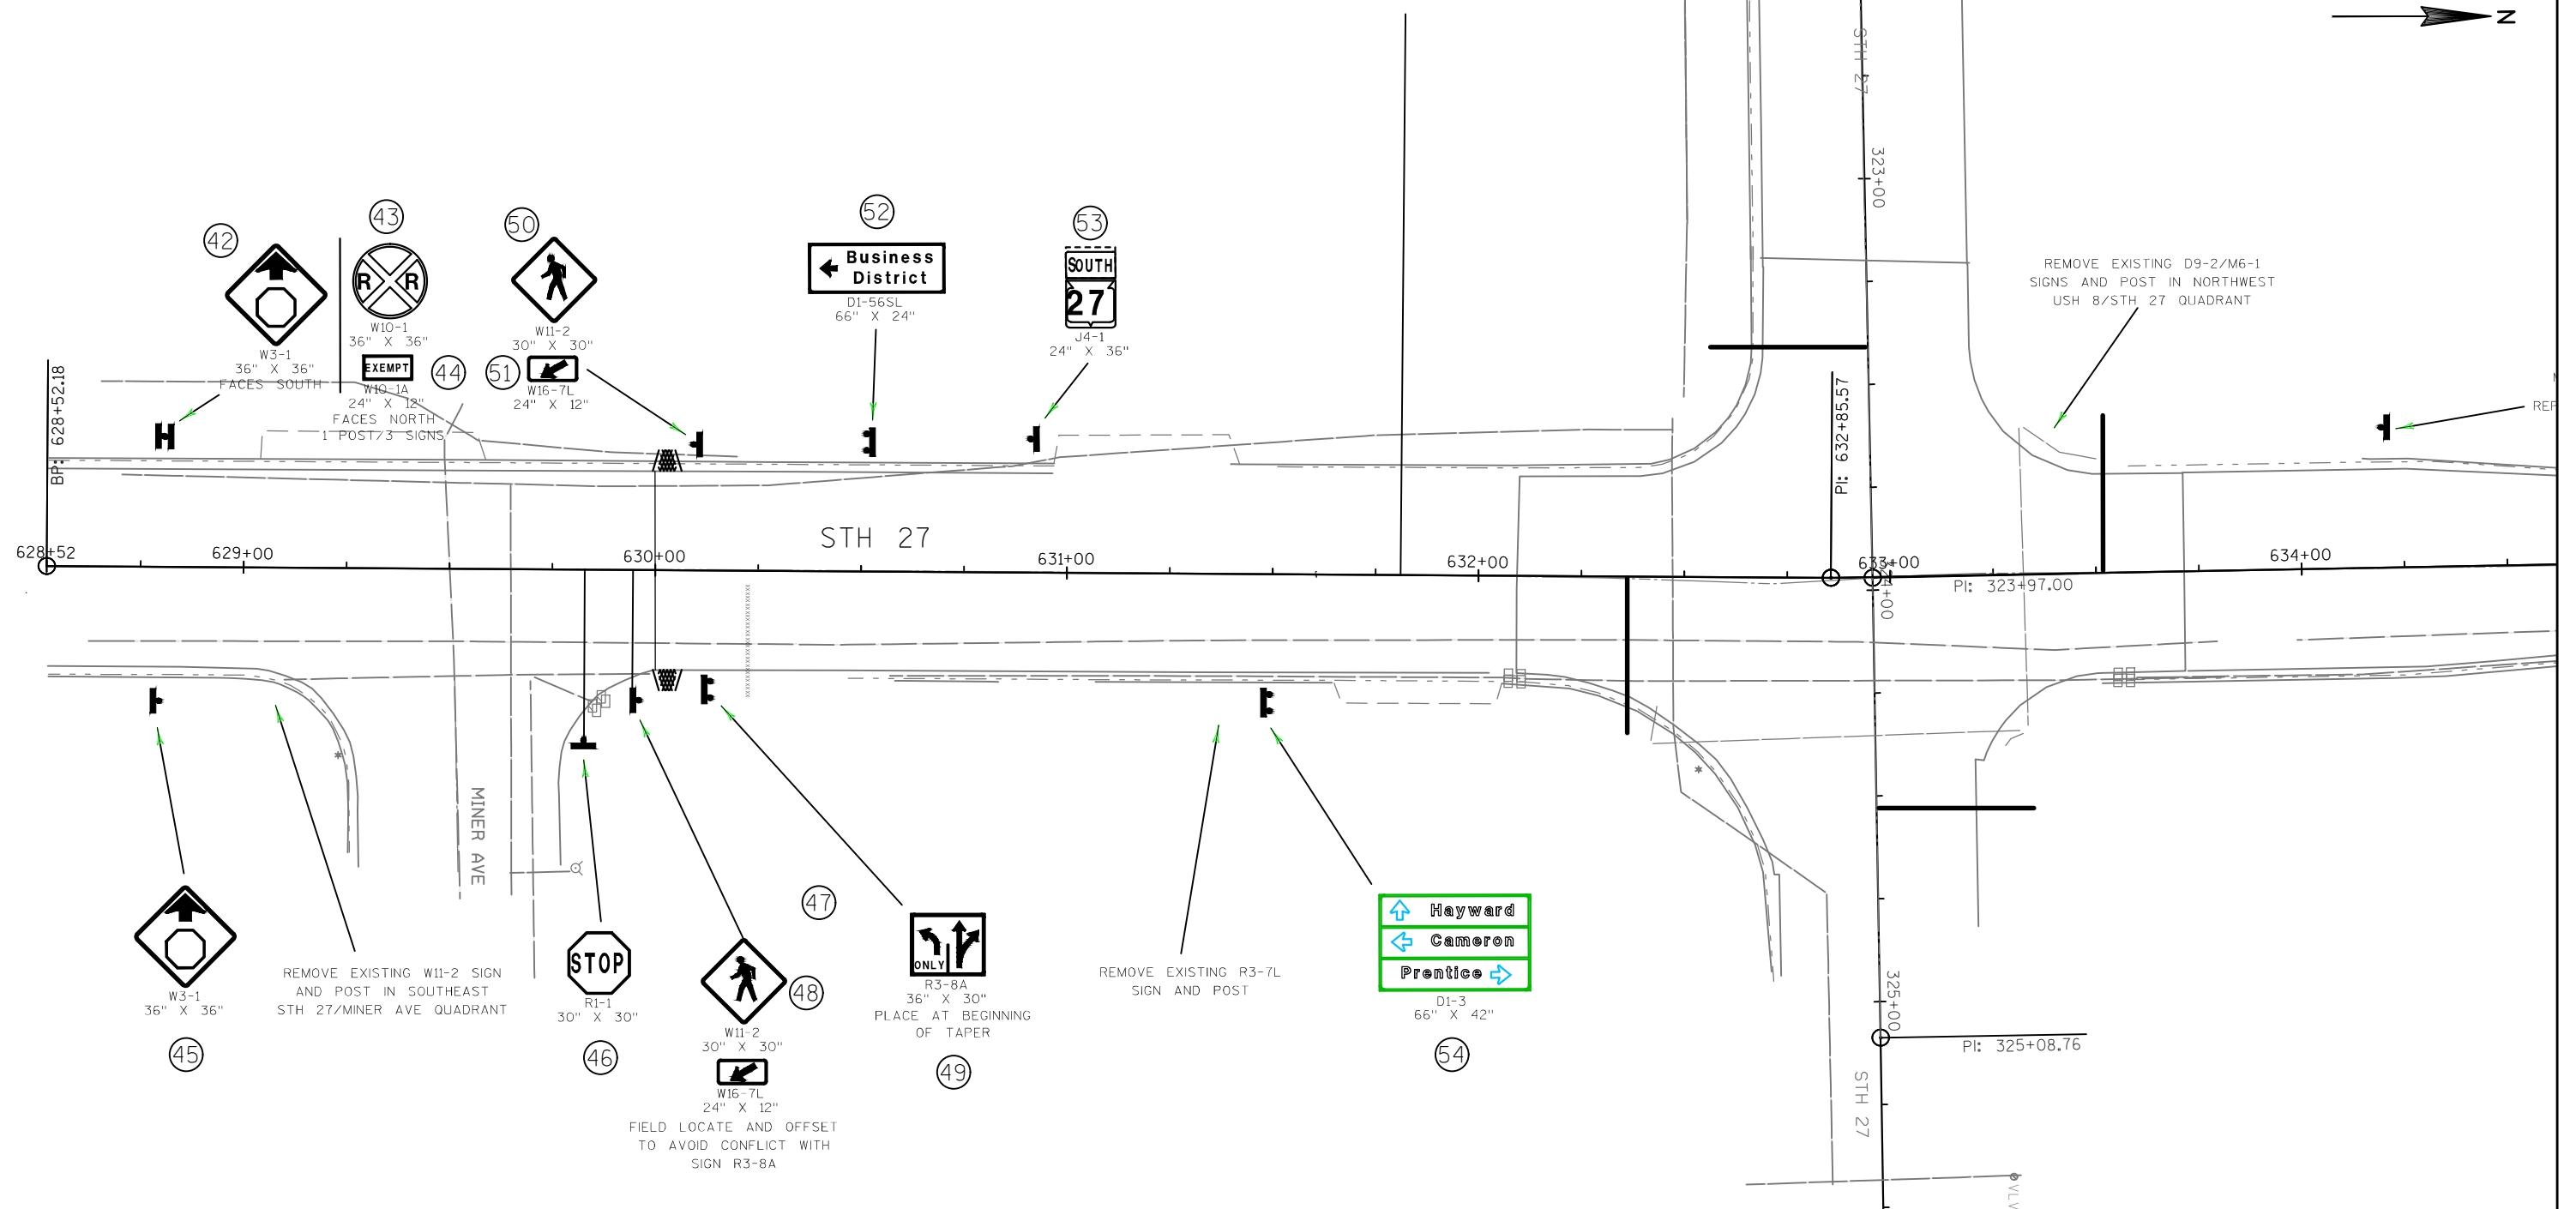 N
STH 27
323+00
42
W3-1
36" X 36"
FACES SOUTH
43
R R
W10-1
36" X 36"
EXEMPT
44
W10-1A
24" X 12"
FACES NORTH
1 POST/3 SIGNS
50
W11-2
30" X 30"
51
W16-7L
24" X 12"
52
Business
District
D1-56SL
66" X 24"
53
SOUTH
27
J4-1
24" X 36"
REMOVE EXISTING D9-2/M6-1
SIGNS AND POST IN NORTHWEST
USH 8/STH 27 QUADRANT
BP: 628+52.18
PI: 632+85.57
STH 27
628+52
629+00
630+00
631+00
632+00
633+00
634+00
PI: 323+97.00
MINER AVE
W3-1
36" X 36"
45
REMOVE EXISTING W11-2 SIGN
AND POST IN SOUTHEAST
STH 27/MINER AVE QUADRANT
STOP
R1-1
30" X 30"
46
47
48
W11-2
30" X 30"
W16-7L
24" X 12"
FIELD LOCATE AND OFFSET
TO AVOID CONFLICT WITH
SIGN R3-8A
ONLY
R3-8A
36" X 30"
PLACE AT BEGINNING
OF TAPER
49
REMOVE EXISTING R3-7L
SIGN AND POST
Hayward
Cameron
Prentice
D1-3
66" X 42"
54
325+00
PI: 325+08.76
STH 27